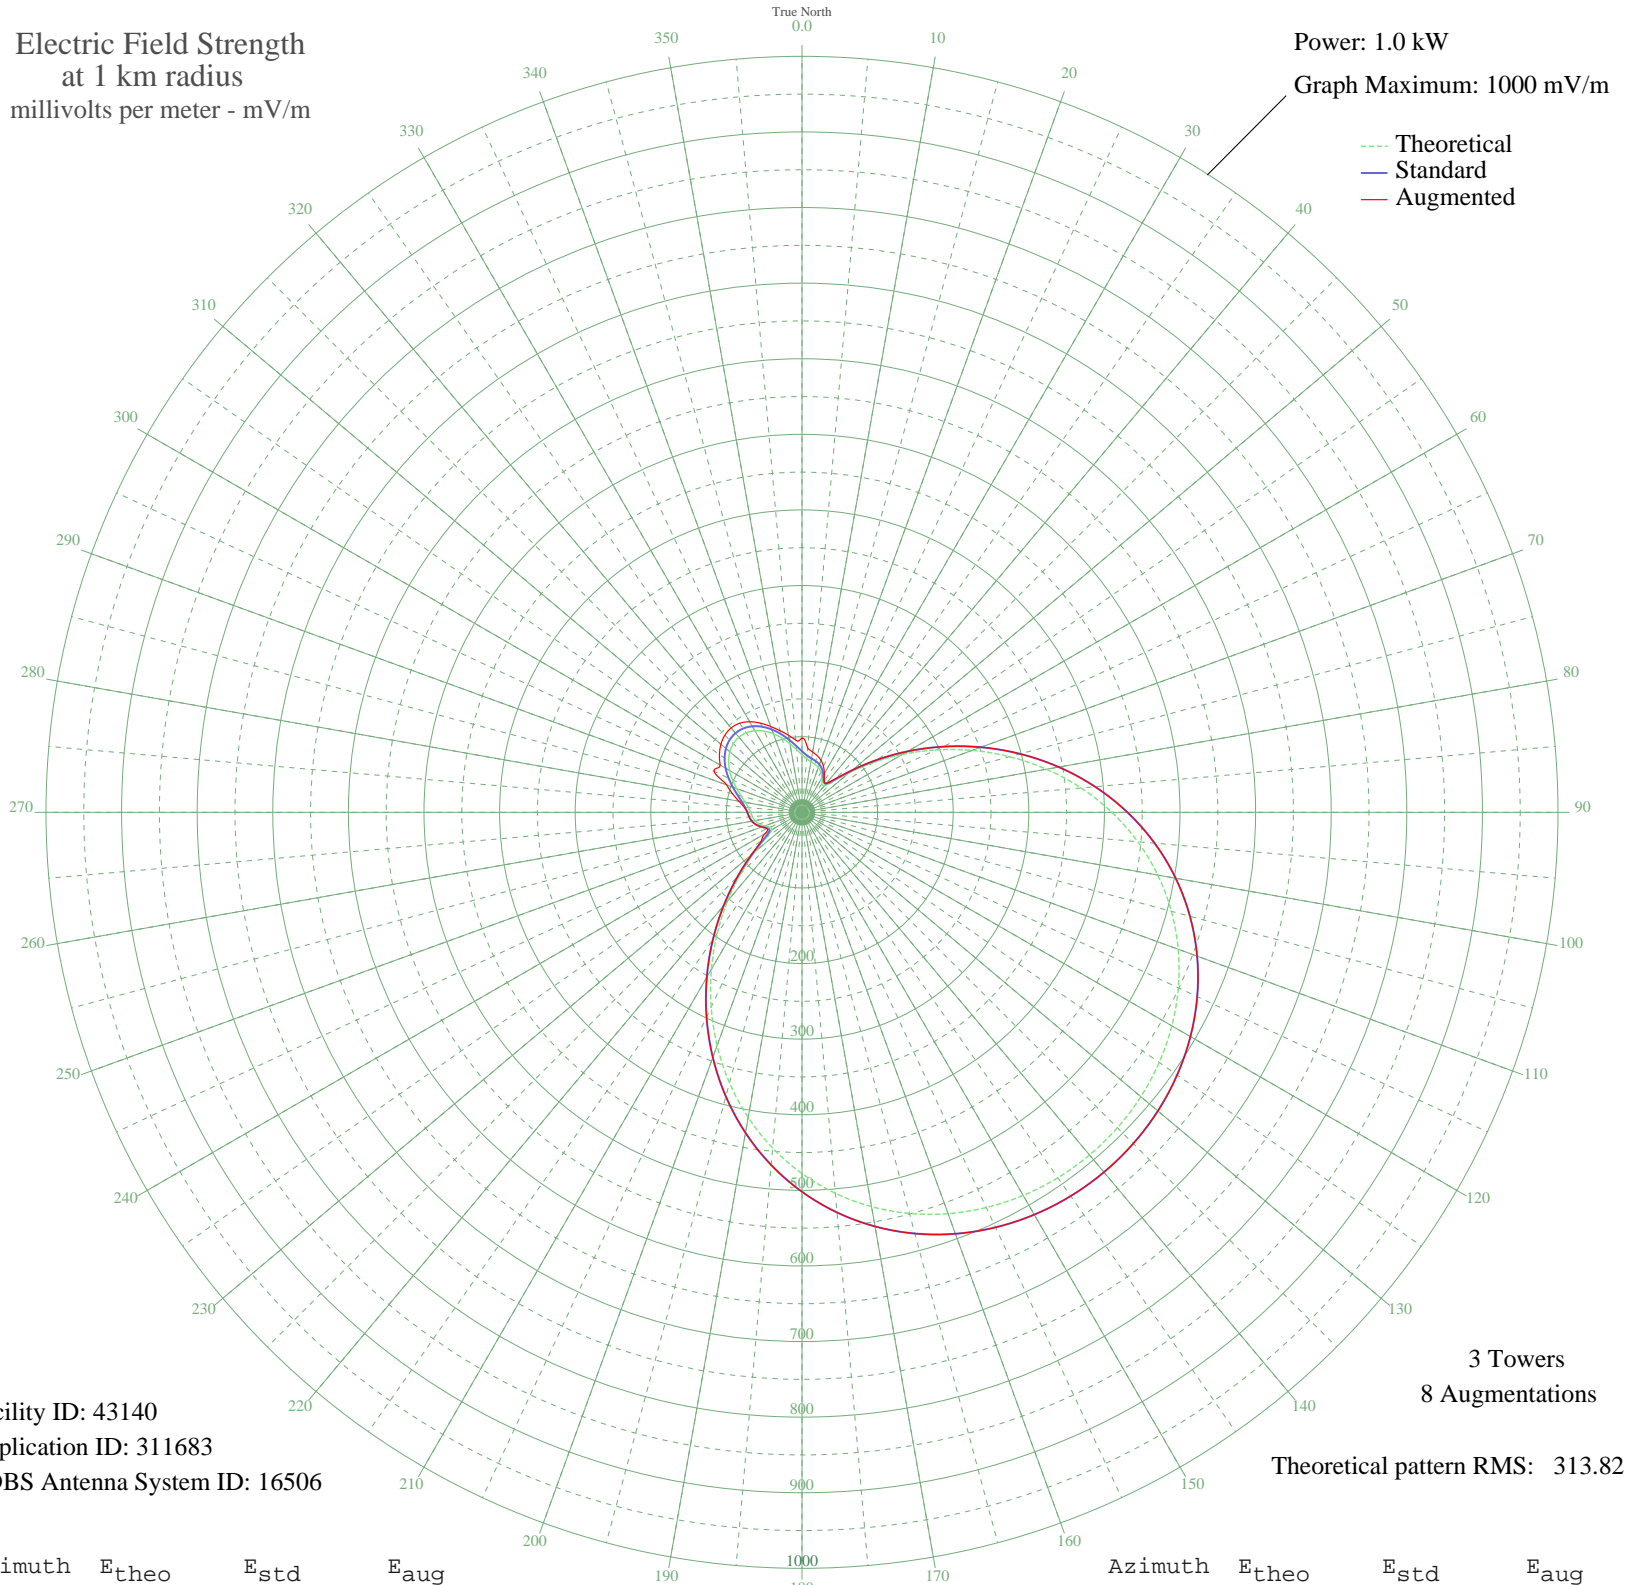 True North
0.0
Electric Field Strength
at 1 km radius
millivolts per meter - mV/m
Power: 1.0 kW
Graph Maximum: 1000 mV/m
Theoretical
Standard
Augmented
10
20
30
40
50
60
70
80
90
100
110
120
130
140
150
160
170
190
200
210
220
230
240
250
260
270
280
290
300
310
320
330
340
350
200
300
400
500
600
700
800
900
1000
3 Towers
8 Augmentations
Theoretical pattern RMS: 313.82
cility ID: 43140
plication ID: 311683
DBS Antenna System ID: 16506
imuth Etheo Estd Eaug
Azimuth Etheo Estd Eaug